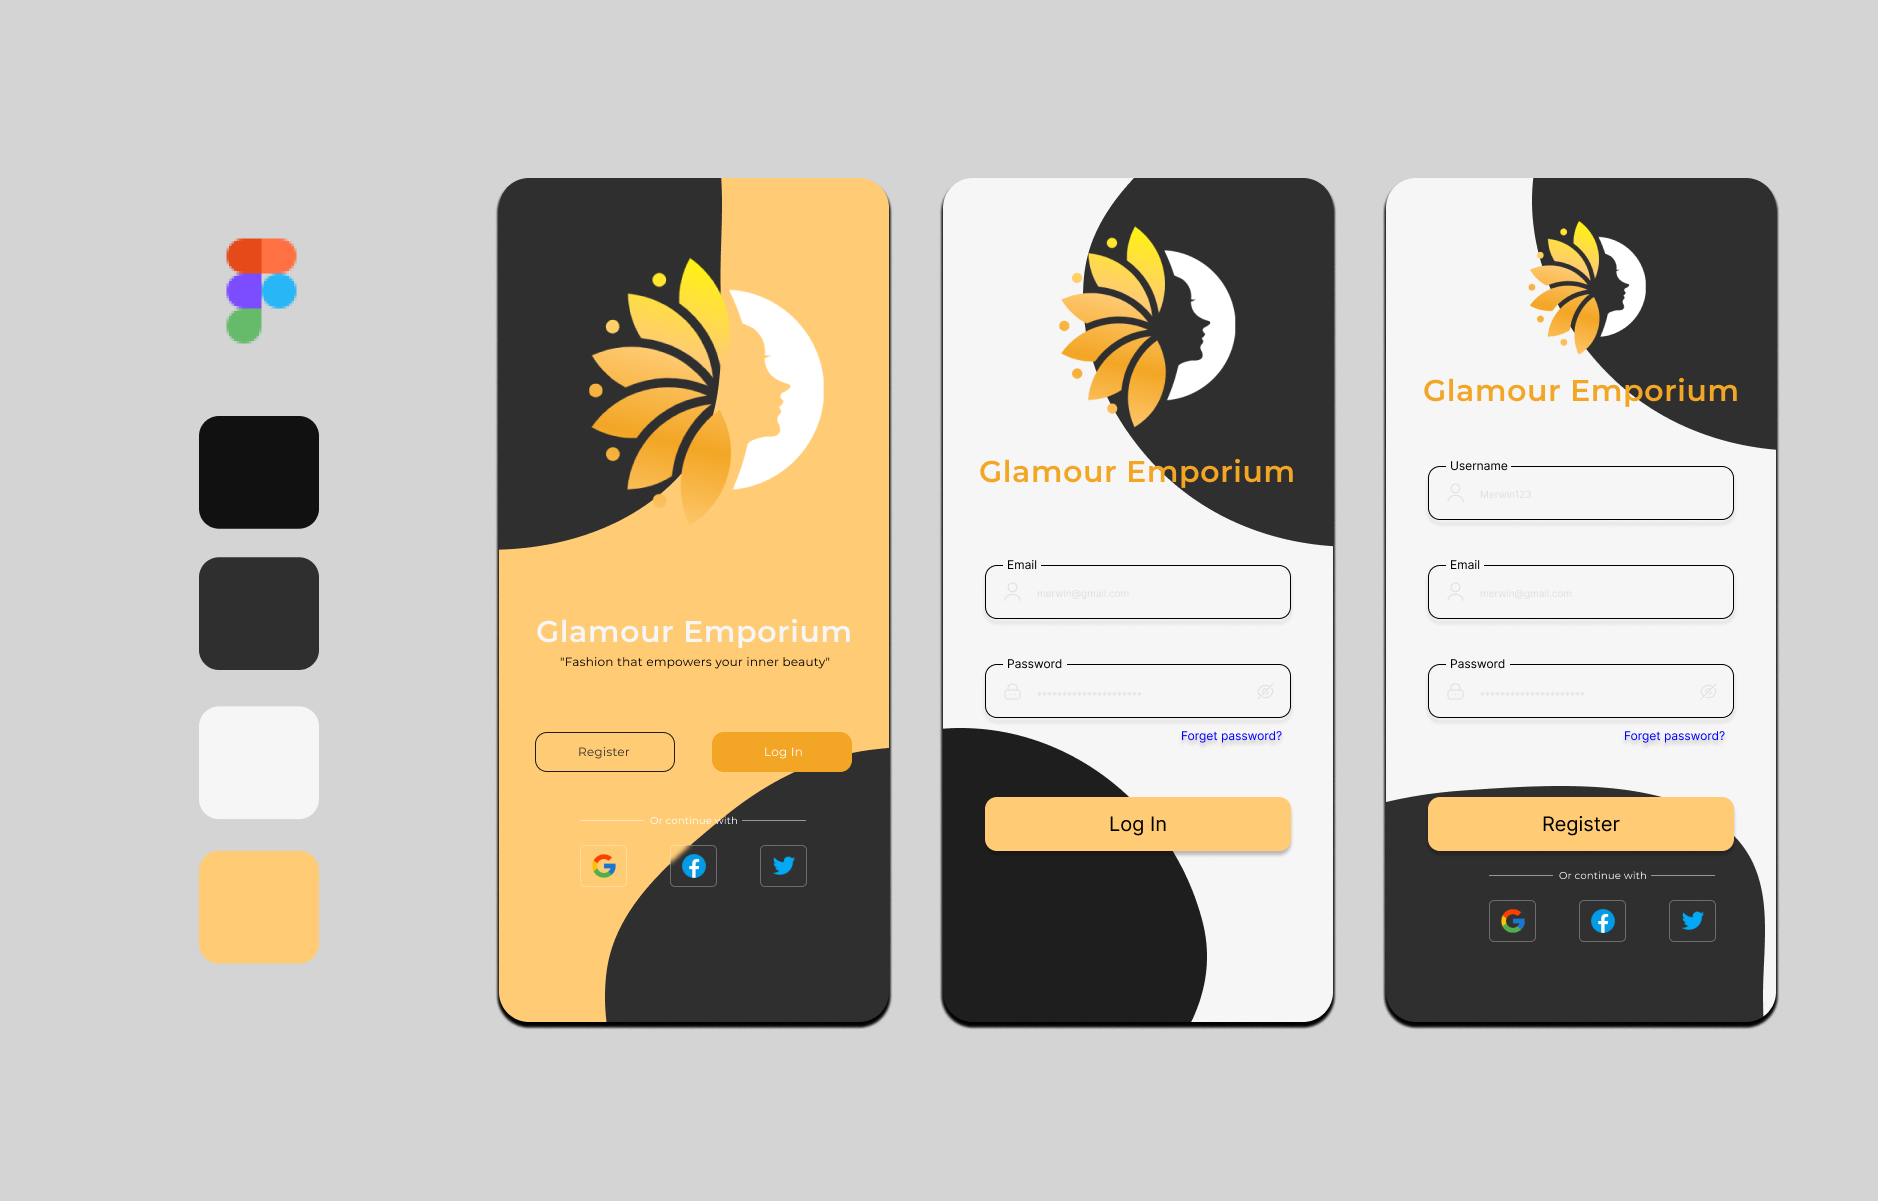 Glamour Emporium
"Fashion that empowers your inner beauty"
Register
Log In
Or continue with
Glamour Emporium
Email
merwin@gmail.com
Password
Forget password?
Log In
Glamour Emporium
Username
Merwin123
Email
merwin@gmail.com
Password
Forget password?
Register
Or continue with